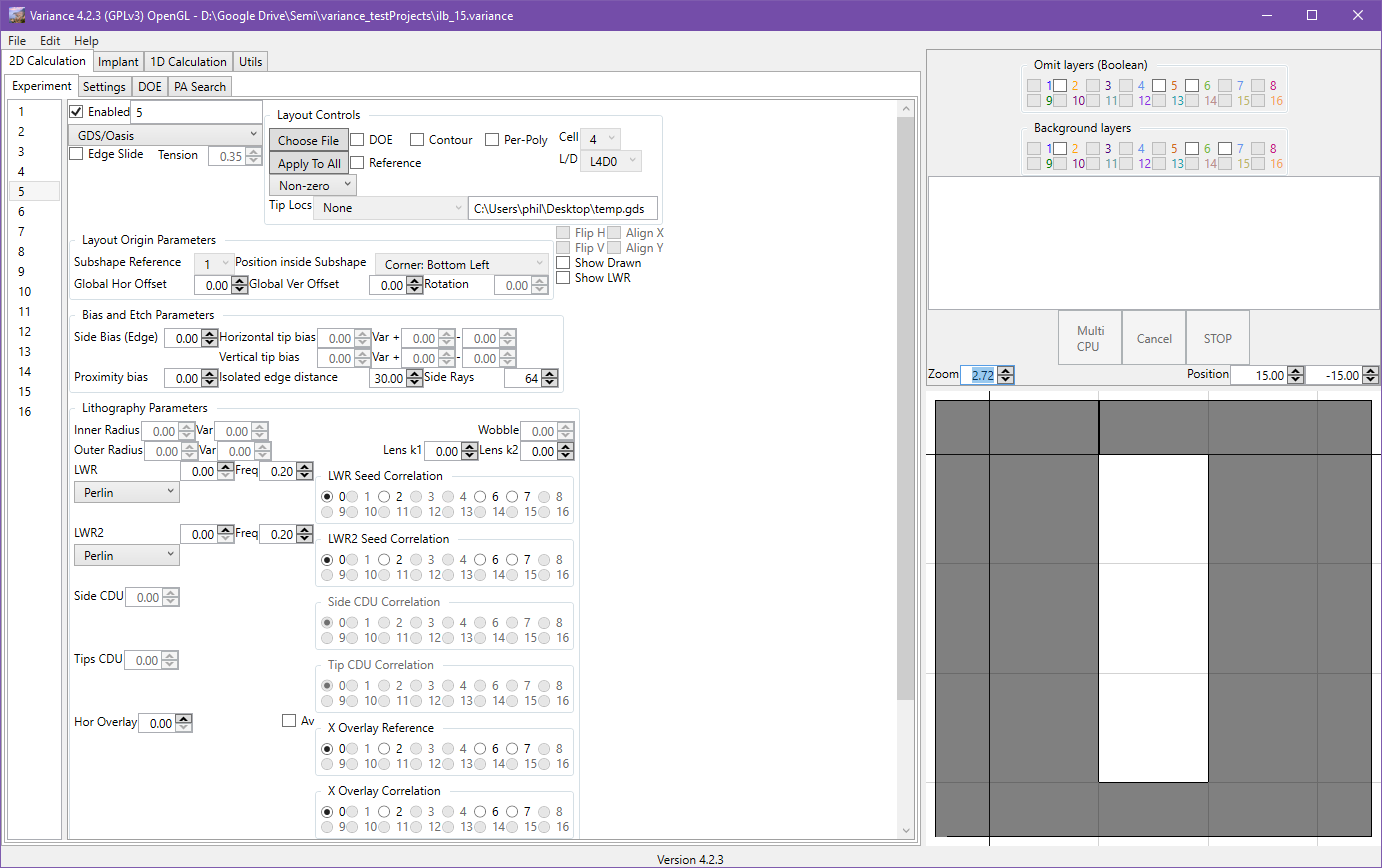 Variance 4.2.3 (GPLv3) OpenGL - D:\Google Drive\Semi\variance_testProjects\ilb_15.variance
File Edit Help
2D Calculation Implant 1D Calculation Utils
Experiment Settings DOE PA Search
1
2
3
4
5
6
7
8
9
10
11
12
13
14
15
16
Enabled 5
GDS/Oasis
Edge Slide Tension 0.35
Layout Controls
Choose File DOE Contour Per-Poly Cell 4
Apply To All Reference L/D L4D0
Non-zero
Tip Locs None C:\Users\phil\Desktop\temp.gds
Layout Origin Parameters
Subshape Reference 1 Position inside Subshape Corner: Bottom Left
Global Hor Offset 0.00 Global Ver Offset 0.00 Rotation 0.00
Flip H Align X
Flip V Align Y
Show Drawn
Show LWR
Bias and Etch Parameters
Side Bias (Edge) 0.00 Horizontal tip bias 0.00 Var + 0.00 - 0.00
Vertical tip bias 0.00 Var + 0.00 - 0.00
Proximity bias 0.00 Isolated edge distance 30.00 Side Rays 64
Lithography Parameters
Inner Radius 0.00 Var 0.00 Wobble 0.00
Outer Radius 0.00 Var 0.00 Lens k1 0.00 Lens k2 0.00
LWR 0.00 Freq 0.20
Perlin
LWR Seed Correlation
0 1 2 3 4 6 7 8
9 10 11 12 13 14 15 16
LWR2 0.00 Freq 0.20
Perlin
LWR2 Seed Correlation
0 1 2 3 4 6 7 8
9 10 11 12 13 14 15 16
Side CDU 0.00
Side CDU Correlation
0 1 2 3 4 6 7 8
9 10 11 12 13 14 15 16
Tips CDU 0.00
Tip CDU Correlation
0 1 2 3 4 6 7 8
9 10 11 12 13 14 15 16
Hor Overlay 0.00 Av
X Overlay Reference
0 1 2 3 4 6 7 8
9 10 11 12 13 14 15 16
X Overlay Correlation
0 1 2 3 4 6 7 8
9 10 11 12 13 14 15 16
Omit layers (Boolean)
1 2 3 4 5 6 7 8
9 10 11 12 13 14 15 16
Background layers
1 2 3 4 5 6 7 8
9 10 11 12 13 14 15 16
Multi
CPU
Cancel
STOP
Zoom 2.72 Position 15.00 -15.00
Version 4.2.3